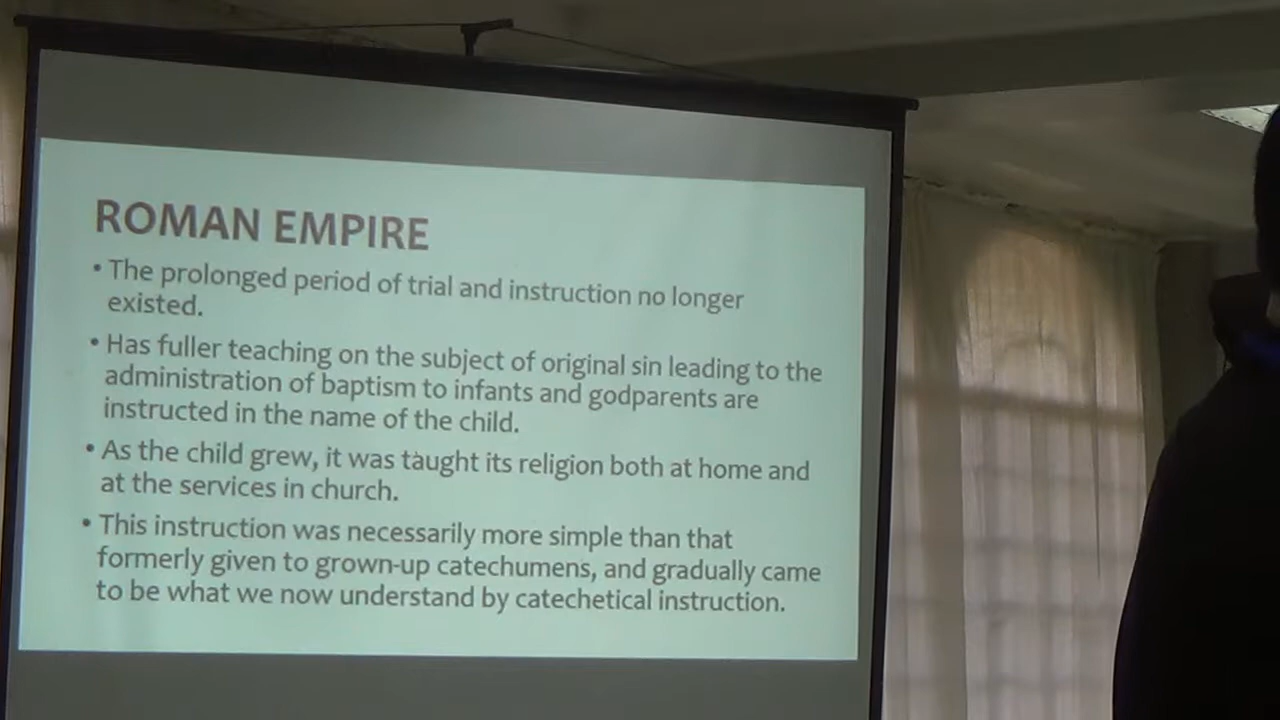 ROMAN EMPIRE
• The prolonged period of trial and instruction no longer
existed.
• Has fuller teaching on the subject of original sin leading to the
administration of baptism to infants and godparents are
instructed in the name of the child.
• As the child grew, it was taught its religion both at home and
at the services in church.
• This instruction was necessarily more simple than that
formerly given to grown-up catechumens, and gradually came
to be what we now understand by catechetical instruction.